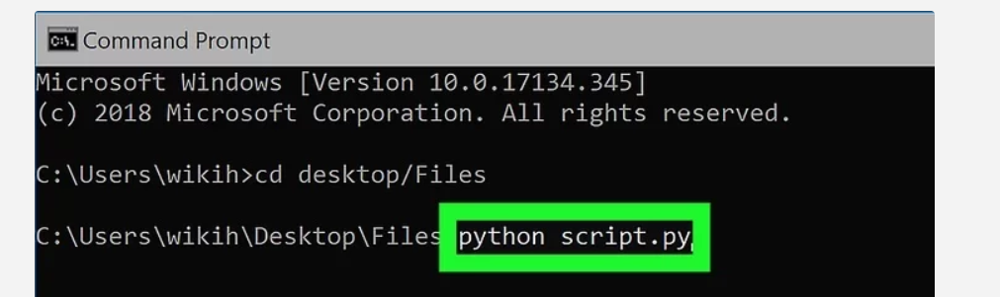 Command Prompt
Microsoft Windows [Version 10.0.17134.345]
(c) 2018 Microsoft Corporation. All rights reserved.
C:\Users\wikih>cd desktop/Files
C:\Users\wikih\Desktop\Files python script.py